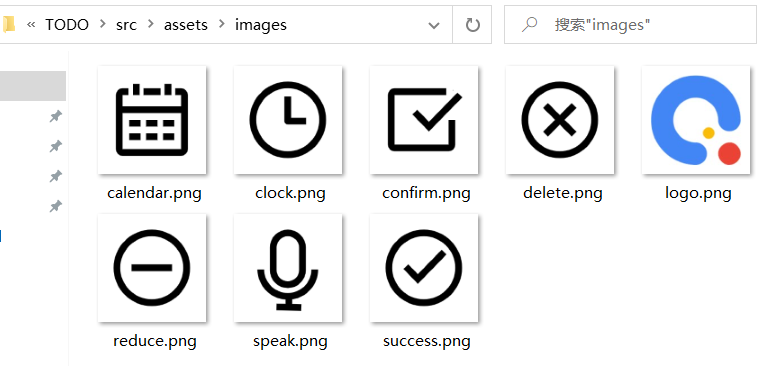 « TODO > src > assets > images
搜索"images"
calendar.png
clock.png
confirm.png
delete.png
logo.png
reduce.png
speak.png
success.png